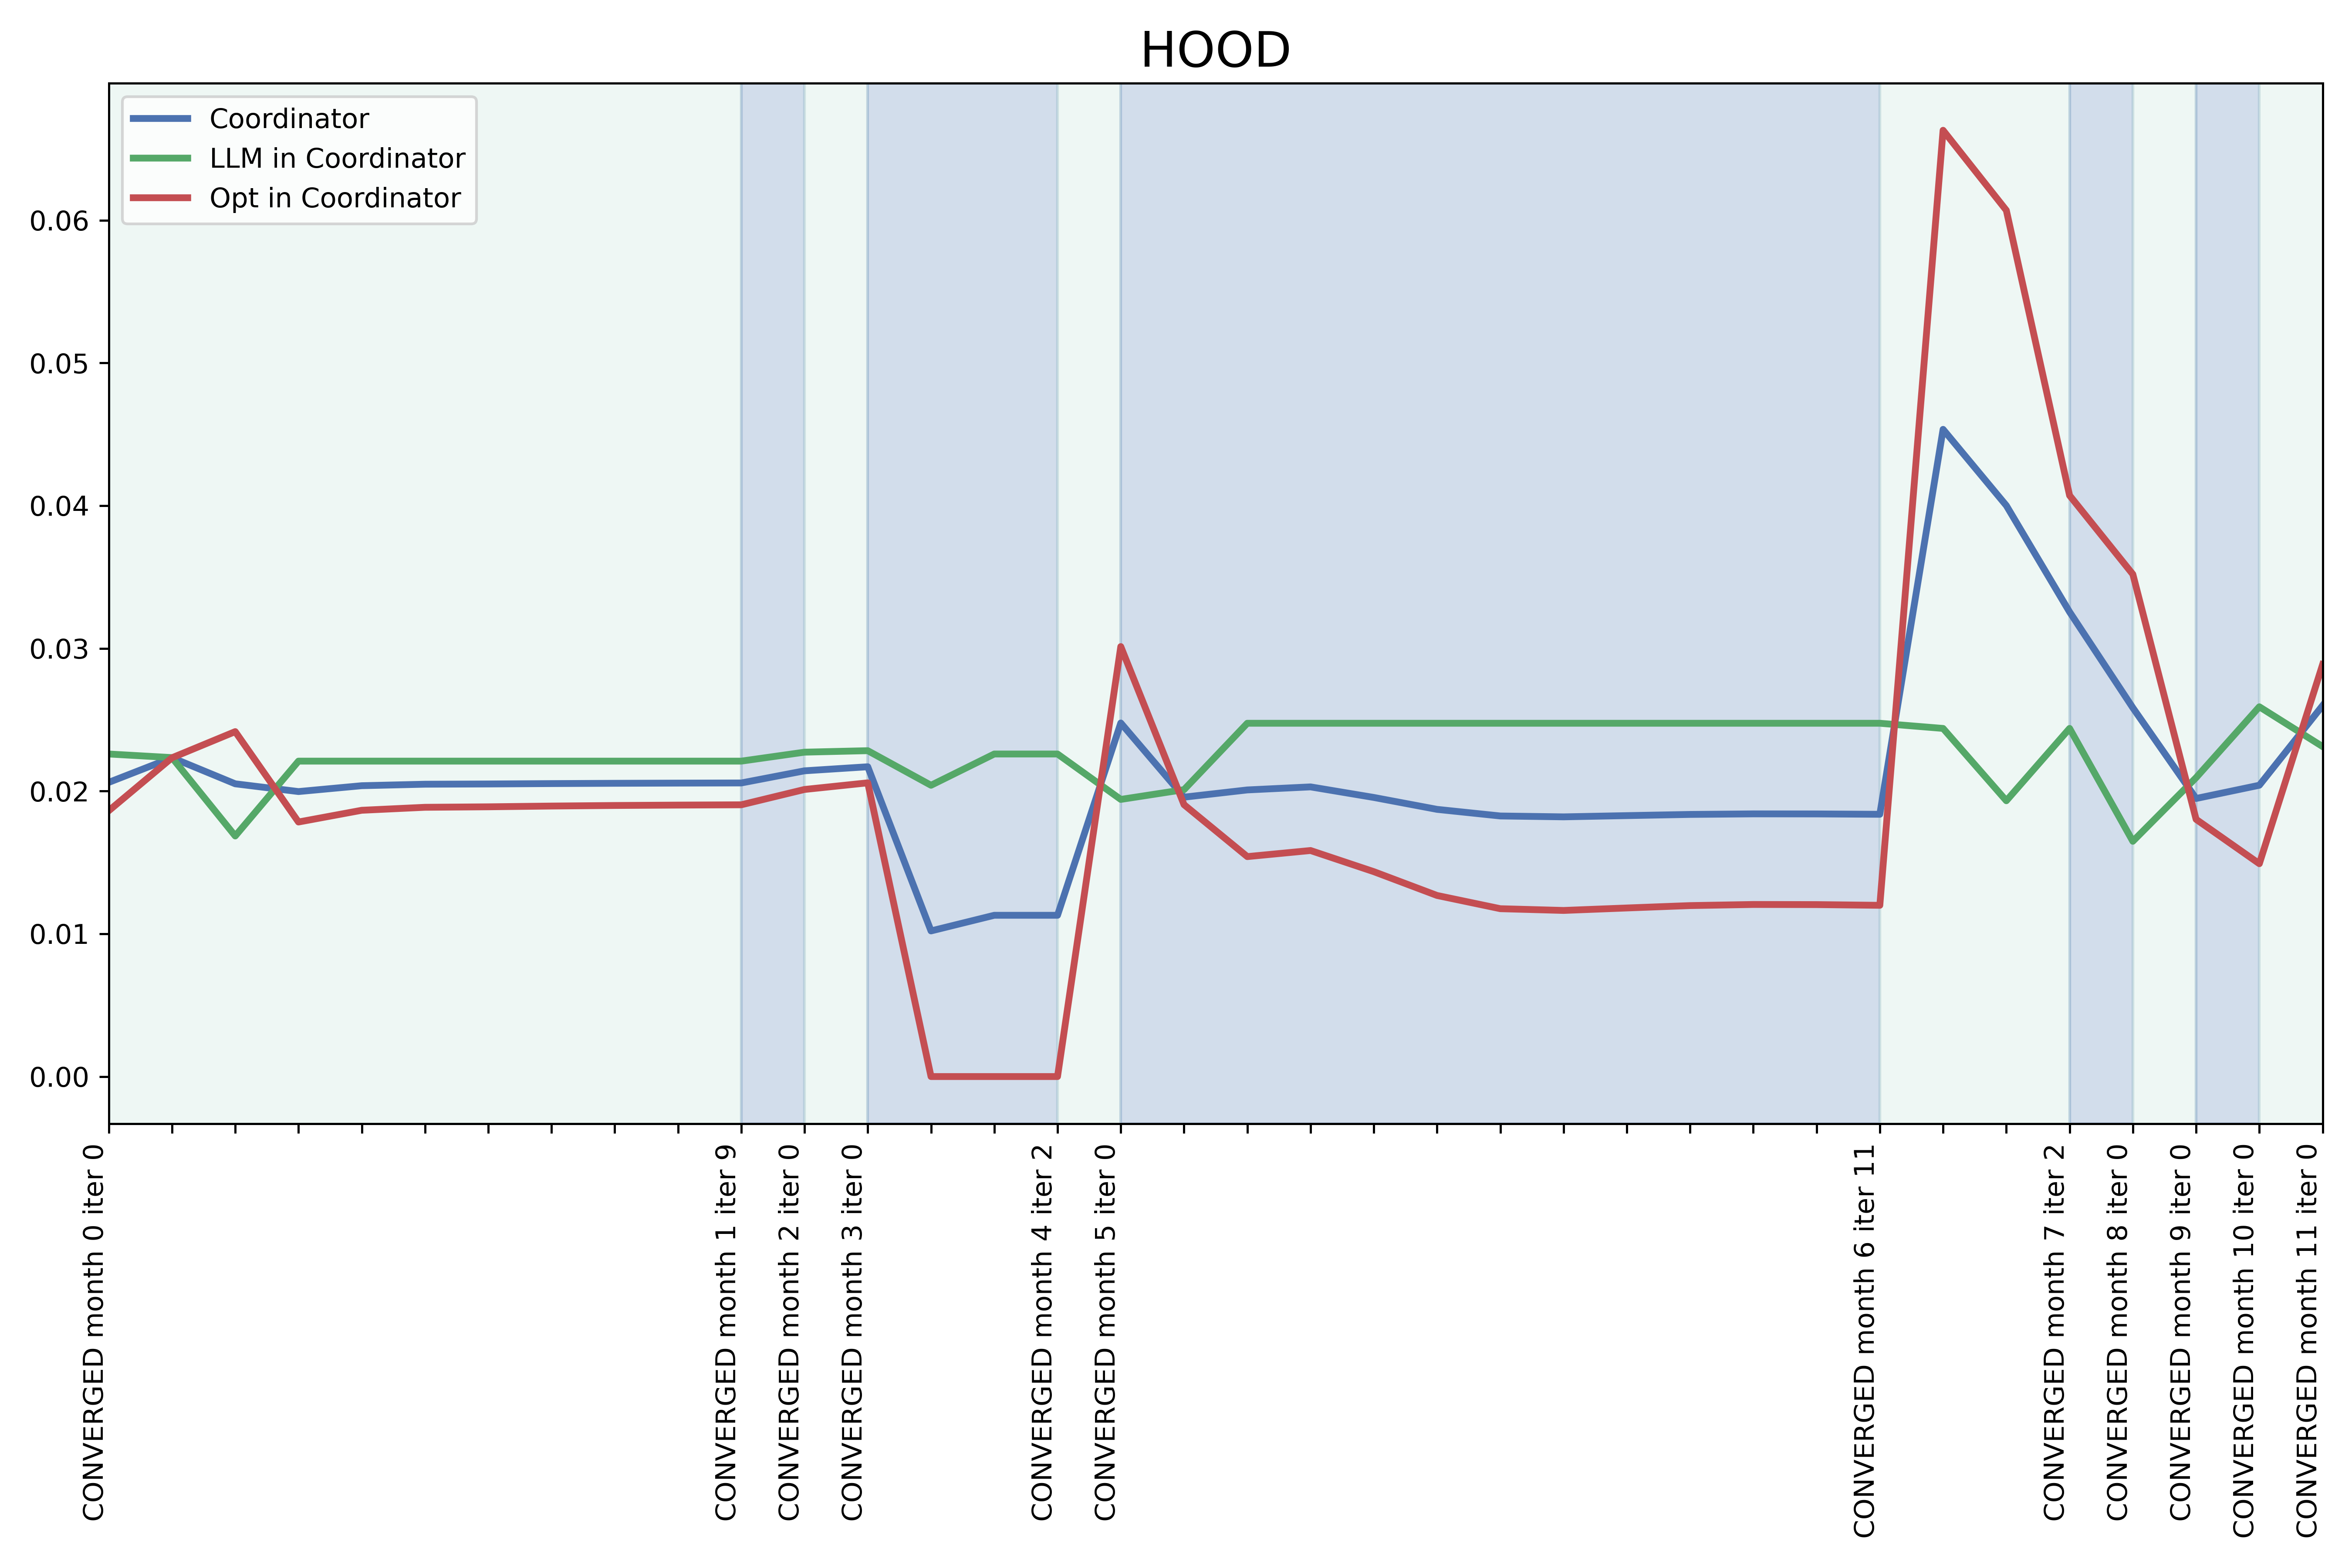 HOOD
Coordinator
LLM in Coordinator
Opt in Coordinator
0.06
0.05
0.04
0.03
0.02
0.01
0.00
CONVERGED month 0 iter 0
CONVERGED month 1 iter 9
CONVERGED month 2 iter 0
CONVERGED month 3 iter 0
CONVERGED month 4 iter 2
CONVERGED month 5 iter 0
CONVERGED month 6 iter 11
CONVERGED month 7 iter 2
CONVERGED month 8 iter 0
CONVERGED month 9 iter 0
CONVERGED month 10 iter 0
CONVERGED month 11 iter 0